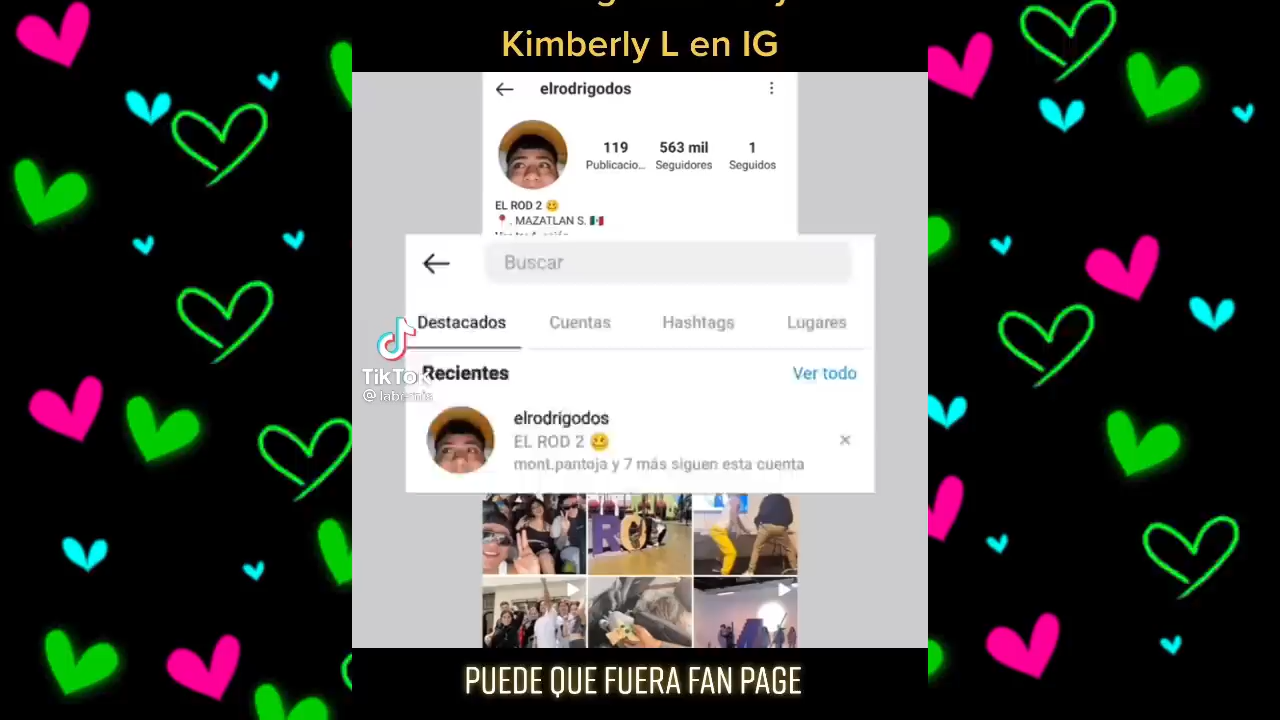 Kimberly L en IG
elrodrigodos
119
563 mil
1
Publicacio...
Seguidores
Seguidos
EL ROD 2 🥴
📍. MAZATLAN S. 🇲🇽
Buscar
Destacados
Cuentas
Hashtags
Lugares
Recientes
Ver todo
TikTok
elrodrigodos
EL ROD 2 🥴
mont.pantoja y 7 más siguen esta cuenta
PUEDE QUE FUERA FAN PAGE